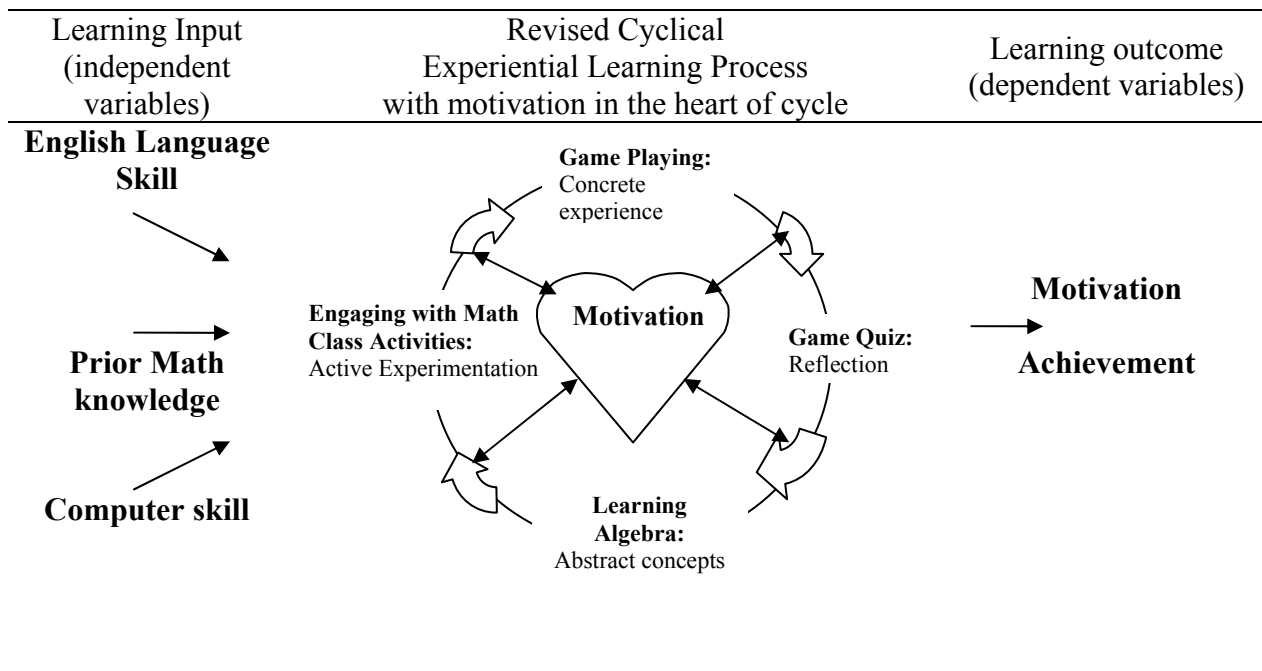 Learning Input
(independent
variables)
Revised Cyclical
Experiential Learning Process
with motivation in the heart of cycle
Learning outcome
(dependent variables)
English Language
Skill
Prior Math
knowledge
Computer skill
Game Playing:
Concrete
experience
Engaging with Math
Class Activities:
Active Experimentation
Motivation
Game Quiz:
Reflection
Learning
Algebra:
Abstract concepts
Motivation
Achievement